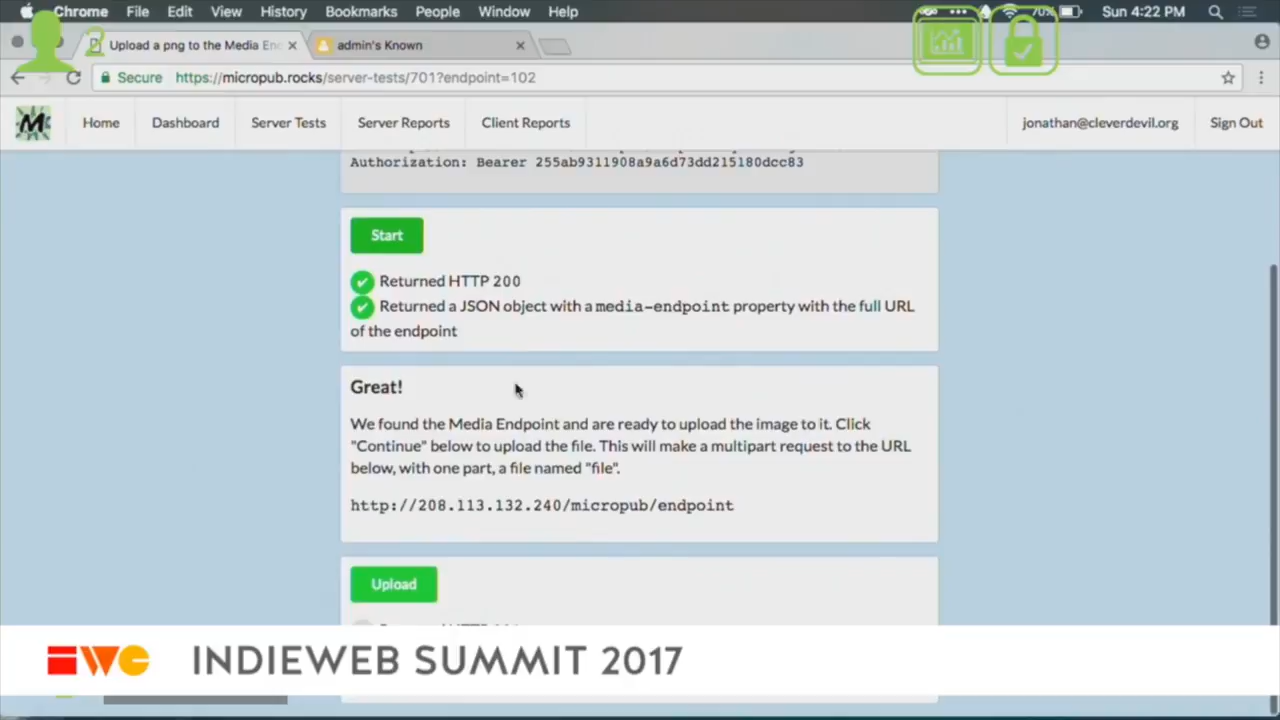 Chrome File Edit View History Bookmarks People Window Help 70% Sun 4:22 PM
2
Upload a png to the Media En
admin's Known
Secure https://micropub.rocks/server-tests/701?endpoint=102
M Home Dashboard Server Tests Server Reports Client Reports jonathan@cleverdevil.org Sign Out
Authorization: Bearer 255ab9311908a9a6d73dd215180dcc83
Start
Returned HTTP 200
Returned a JSON object with a media-endpoint property with the full URL
of the endpoint
Great!
We found the Media Endpoint and are ready to upload the image to it. Click
"Continue" below to upload the file. This will make a multipart request to the URL
below, with one part, a file named "file".
http://208.113.132.240/micropub/endpoint
Upload
IWC INDIEWEB SUMMIT 2017